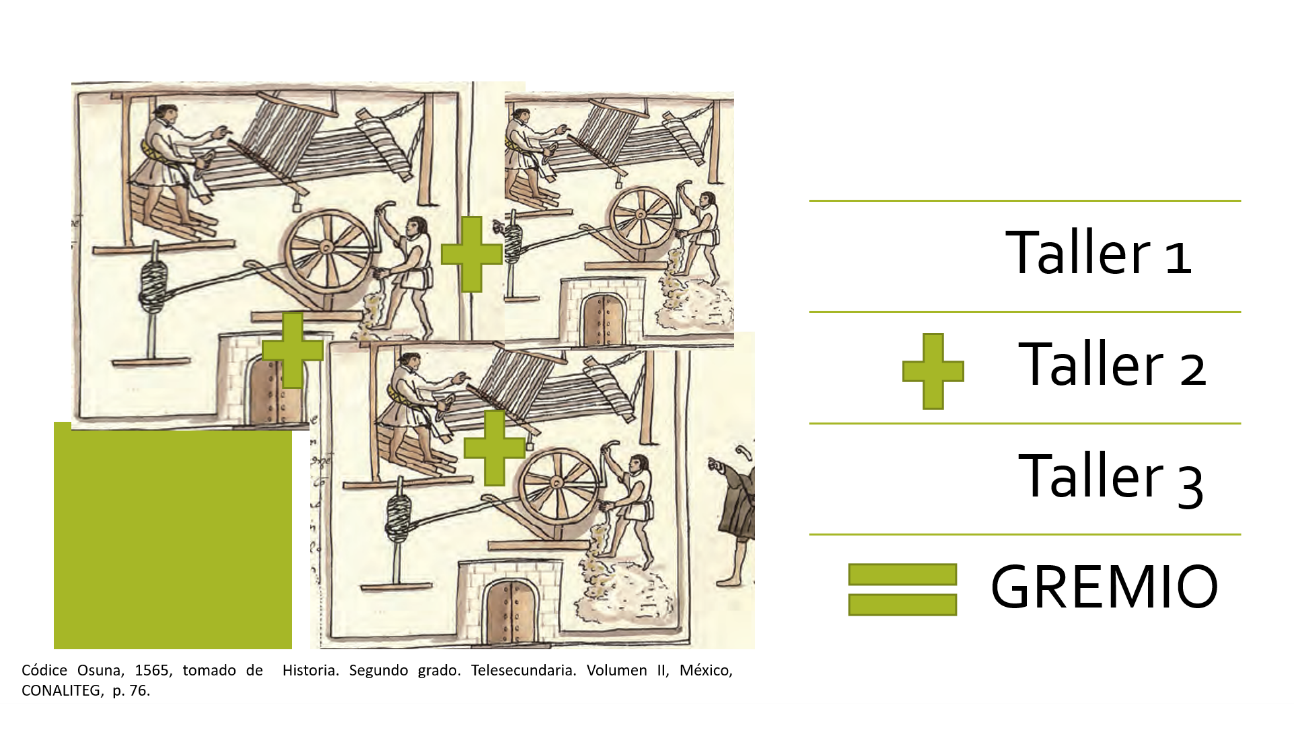 Taller 1
Taller 2
Taller 3
GREMIO
Códice Osuna, 1565, tomado de Historia. Segundo grado. Telesecundaria. Volumen II, México,
CONALITEG, p. 76.